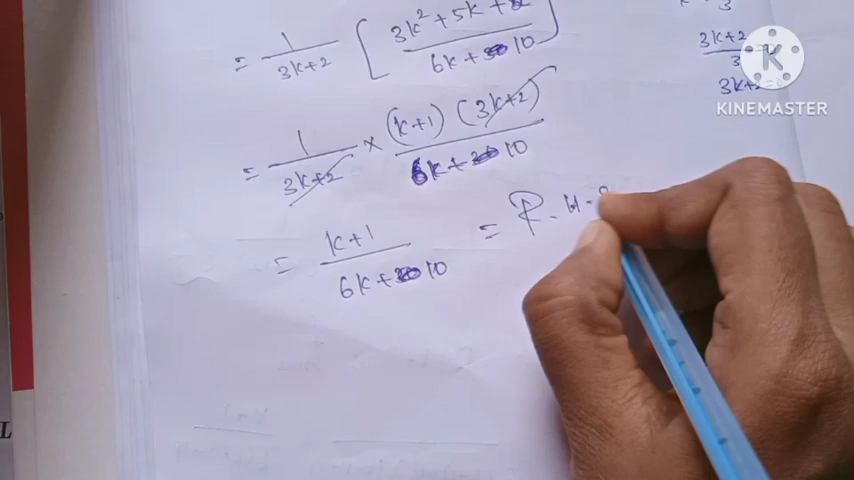 = 1/(3k+2) [ (3k² + 5k + 2)/(6k + 10) ]
= 1/(3k+2) × (k+1) (3k+2)/(6k + 10)
= (k+1)/(6k + 10) = R.H.S
3k+2
3k+2=0
K
KINEMASTER